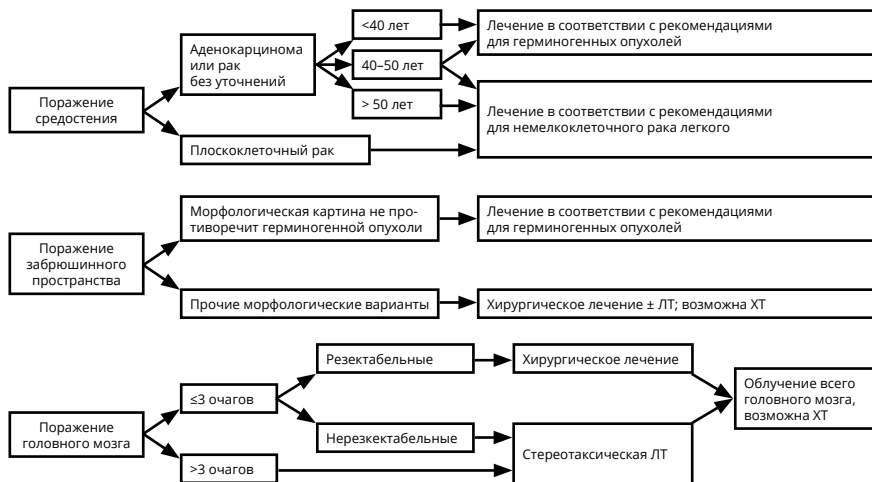 Поражение
средостения
Аденокарцинома
или рак
без уточнений
<40 лет
40–50 лет
> 50 лет
Лечение в соответствии с рекомендациями
для герминогенных опухолей
Лечение в соответствии с рекомендациями
для немелкоклеточного рака легкого
Плоскоклеточный рак
Поражение
забрюшинного
пространства
Морфологическая картина не про-
тиворечит герминогенной опухоли
Лечение в соответствии с рекомендациями
для герминогенных опухолей
Прочие морфологические варианты
Хирургическое лечение ± ЛТ; возможна ХТ
Поражение
головного мозга
≤3 очагов
Резектабельные
Хирургическое лечение
Нерезкектабельные
>3 очагов
Стереотаксическая ЛТ
Облучение всего
головного мозга,
возможна ХТ